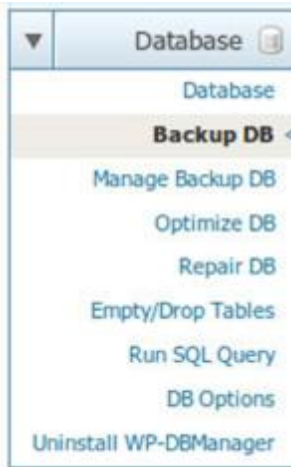 Database
Database
Backup DB
Manage Backup DB
Optimize DB
Repair DB
Empty/Drop Tables
Run SQL Query
DB Options
Uninstall WP-DBManager